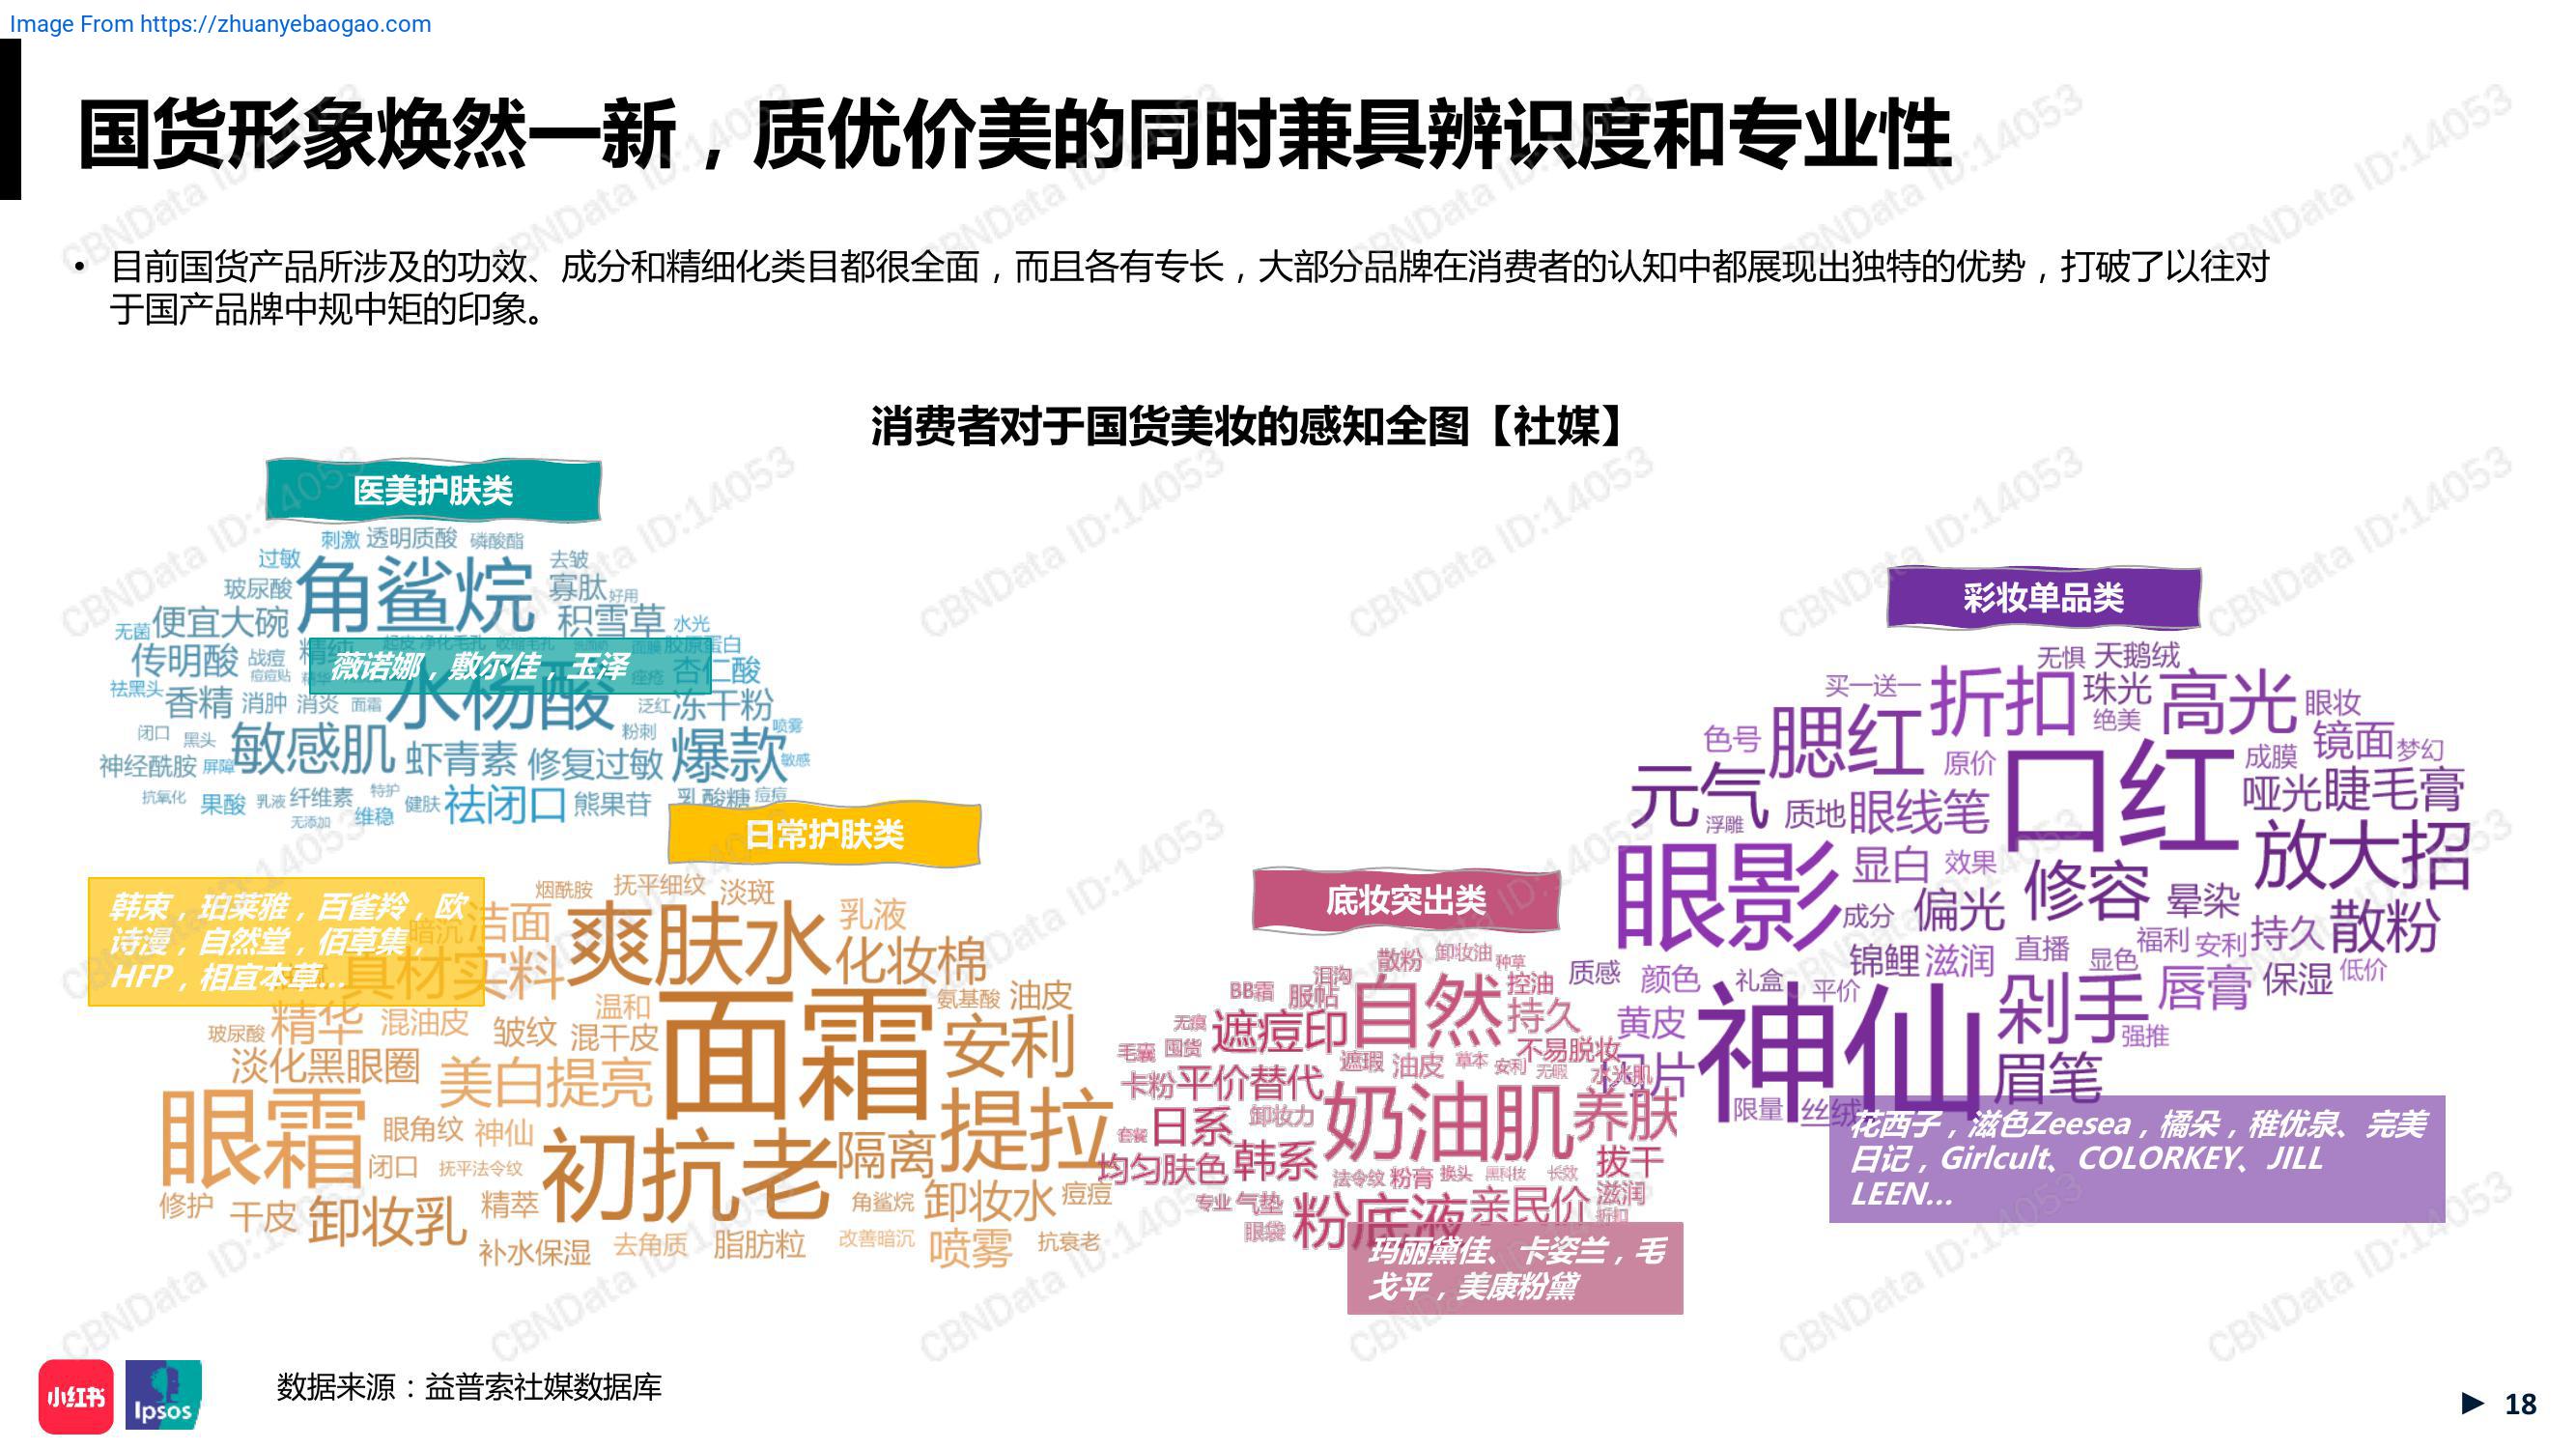 Image From https://zhuanyebaogao.com
国货形象焕然一新，质优价美的同时兼具辨识度和专业性
• 目前国货产品所涉及的功效、成分和精细化类目都很全面，而且各有专长，大部分品牌在消费者的认知中都展现出独特的优势，打破了以往对
于国产品牌中规中矩的印象。
消费者对于国货美妆的感知全图【社媒】
医美护肤类
刺激 透明质酸 磷酸酯
过敏 角鲨烷 去皱
玻尿酸 寡肽 好用
无菌 便宜大碗 积雪草 水光
传明酸 战痘 精纯 胶原蛋白
薇诺娜，敷尔佳，玉泽
痘痘贴 杏仁酸
祛黑头 香精 消肿 消炎 面霜 水杨酸 泛红 冻干粉
闭口 黑头 敏感肌 虾青素 修复过敏 粉刺 爆款 喷雾
神经酰胺 屏障 敏感
抗氧化 果酸 乳液 纤维素 特护 健肤 祛闭口 熊果苷 乳酸糖 痘痘
无添加 维稳
日常护肤类
韩束，珀莱雅，百雀羚，欧
诗漫，自然堂，佰草集，
HFP，相宜本草...
烟酰胺 抚平细纹 淡斑
暗沉 洁面 爽肤水 乳液
真材实料 化妆棉
温和 氨基酸 油皮
玻尿酸 精华 混油皮 皱纹 混干皮 面霜 安利
淡化黑眼圈 美白提亮
眼霜 眼角纹 神仙 初抗老 隔离 提拉
闭口 抚平法令纹
修护 干皮 卸妆乳 精萃 角鲨烷 卸妆水 痘痘
补水保湿 去角质 脂肪粒 改善暗沉 喷雾 抗衰老
底妆突出类
散粉 卸妆油 种草
泪沟 BB霜 服帖 自然 控油
无痕 遮痘印 持久
毛囊 国货 遮瑕 油皮 草本 安利 无暇 不易脱妆
卡粉 平价替代 水光肌
套装 日系 卸妆力 奶油肌 养肤
均匀肤色 韩系 法令纹 粉膏 换头 黑科技 长效 拔干
专业 气垫 粉底液 亲民价 滋润
眼袋 折扣
玛丽黛佳、卡姿兰，毛
戈平，美康粉黛
彩妆单品类
无惧 天鹅绒
买一送一 折扣 珠光 高光 眼妆
色号 腮红 绝美 镜面 梦幻
元气 原价 口红 成膜
浮雕 质地 眼线笔 哑光 睫毛膏
眼影 显白 效果 修容 放大招
成分 偏光 晕染 持久 散粉
锦鲤 滋润 直播 显色 福利 安利
质感 颜色 礼盒 平价 剁手 唇膏 保湿 低价
黄皮 神仙 强推
切片 眉笔
限量 丝绒
花西子，滋色Zeesea，橘朵，稚优泉、完美
日记，Girlcult、COLORKEY、JILL
LEEN...
小红书
Ipsos
数据来源：益普索社媒数据库
18
CBNData ID:14053